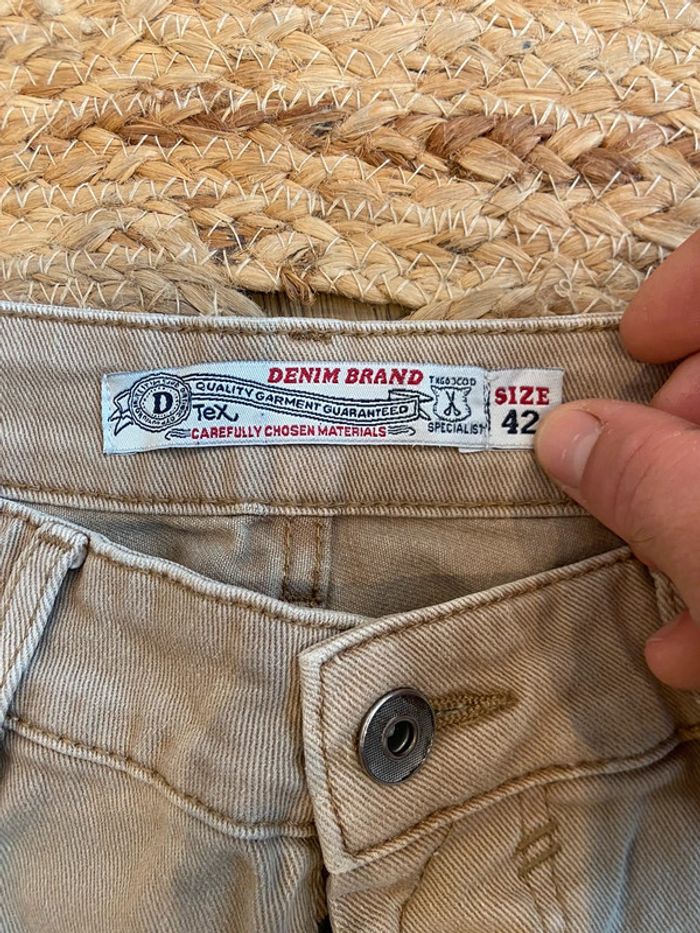 DENIM BRAND
QUALITY GARMENT GUARANTEED
D
TeX
CAREFULLY CHOSEN MATERIALS
SPECIALIST
SIZE
42